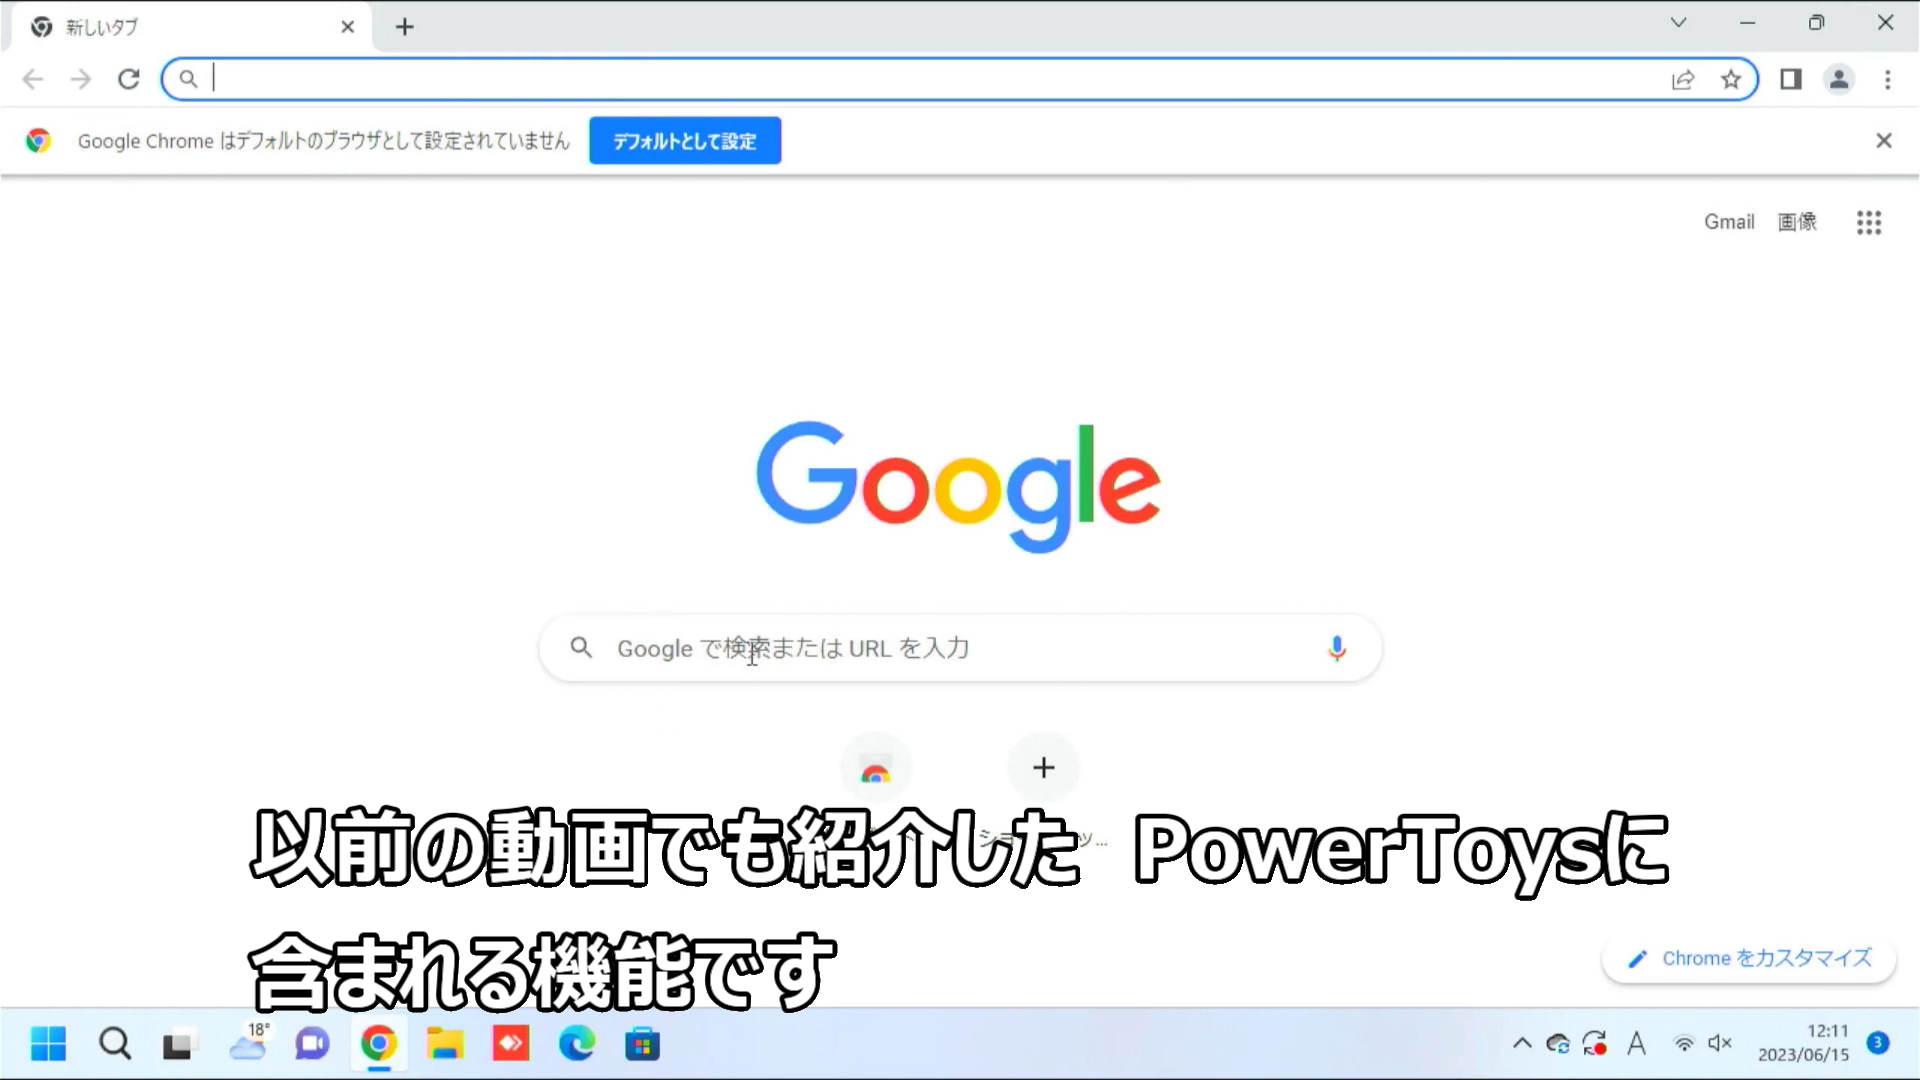 新しいタブ
Google Chrome はデフォルトのブラウザとして設定されていません
デフォルトとして設定
Gmail 画像
Google
Google で検索または URL を入力
以前の動画でも紹介した PowerToysに
含まれる機能です
Chrome をカスタマイズ
18°
A
12:11
2023/06/15
3